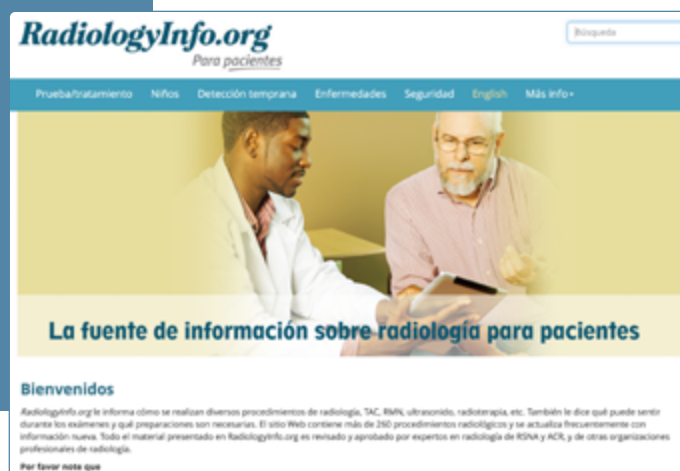 RadiologyInfo.org
Para pacientes
Búsqueda
Prueba/tratamiento Niños Detección temprana Enfermedades Seguridad English Más info
La fuente de información sobre radiología para pacientes
Bienvenidos
RadiologyInfo.org le informa cómo se realizan diversos procedimientos de radiología, TAC, RMN, ultrasonido, radioterapia, etc. También le dice qué puede sentir
durante los exámenes y qué preparaciones son necesarias. El sitio Web contiene más de 260 procedimientos radiológicos y se actualiza frecuentemente con
información nueva. Todo el material presentado en RadiologyInfo.org es revisado y aprobado por expertos en radiología de RSNA y ACR, y de otras organizaciones
profesionales de radiología.
Por favor note que